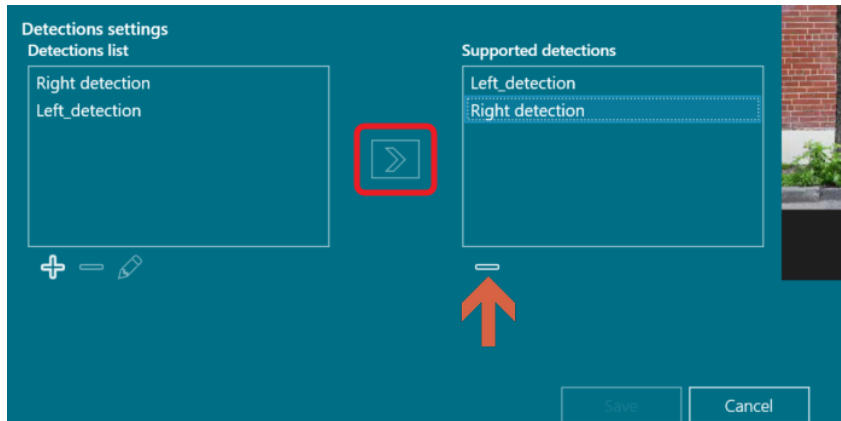 Detections settings
Detections list
Right detection
Left_detection
Supported detections
Left_detection
Right detection
Save
Cancel